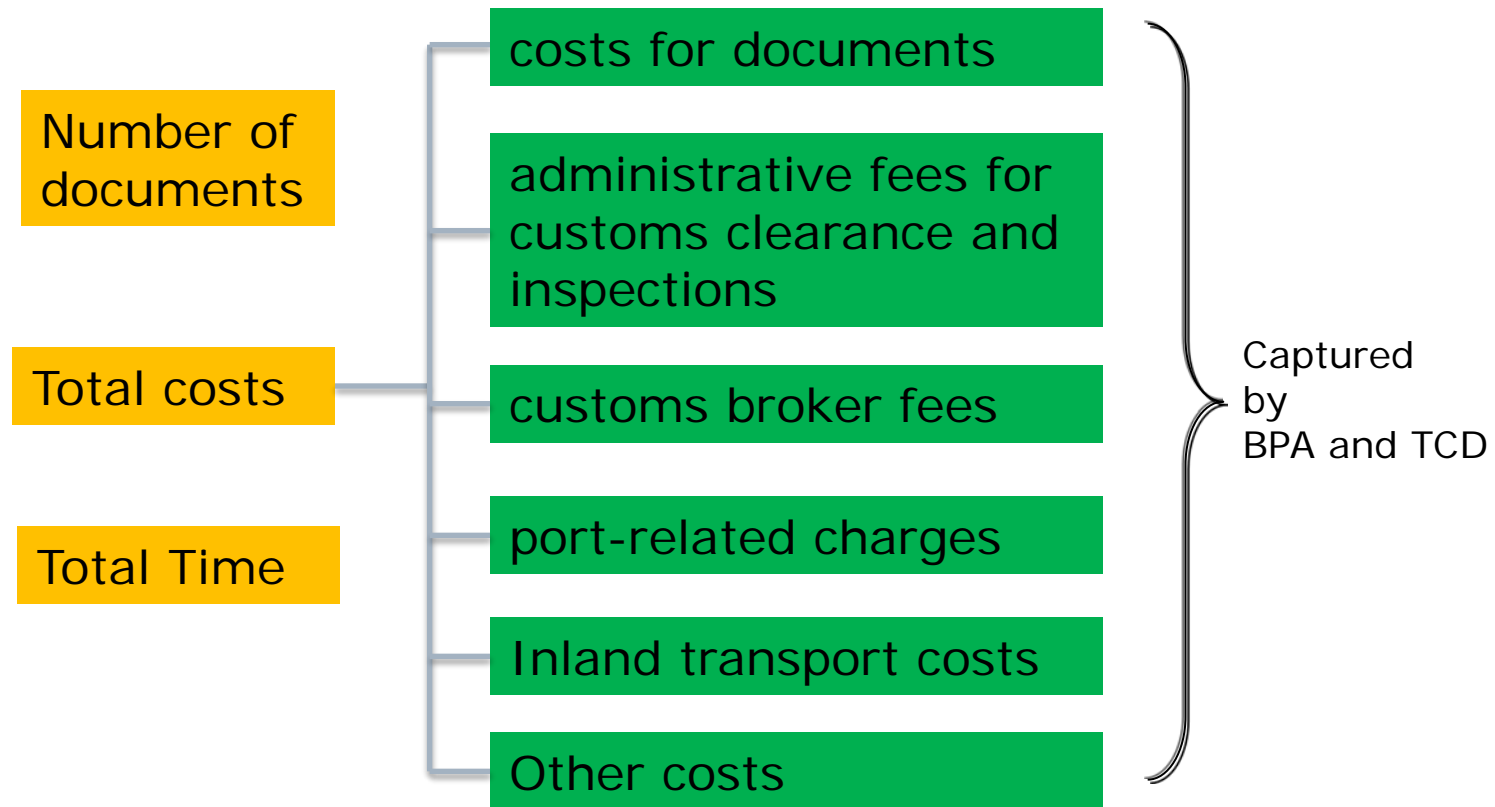 Number of
documents
Total costs
Total Time
costs for documents
administrative fees for
customs clearance and
inspections
customs broker fees
port-related charges
Inland transport costs
Other costs
Captured
by
BPA and TCD